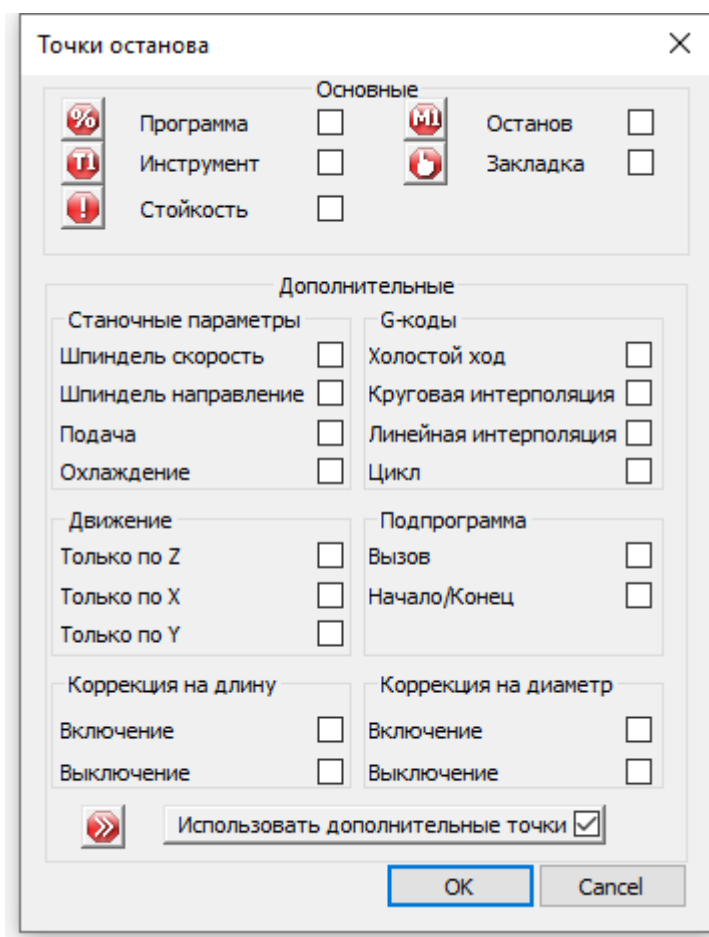 Точки останова
Основные
% Программа M1 Останов
T1 Инструмент Закладка
! Стойкость
Дополнительные
Станочные параметры G-коды
Шпиндель скорость Холостой ход
Шпиндель направление Круговая интерполяция
Подача Линейная интерполяция
Охлаждение Цикл
Движение Подпрограмма
Только по Z Вызов
Только по X Начало/Конец
Только по Y
Коррекция на длину Коррекция на диаметр
Включение Включение
Выключение Выключение
Использовать дополнительные точки
OK Cancel